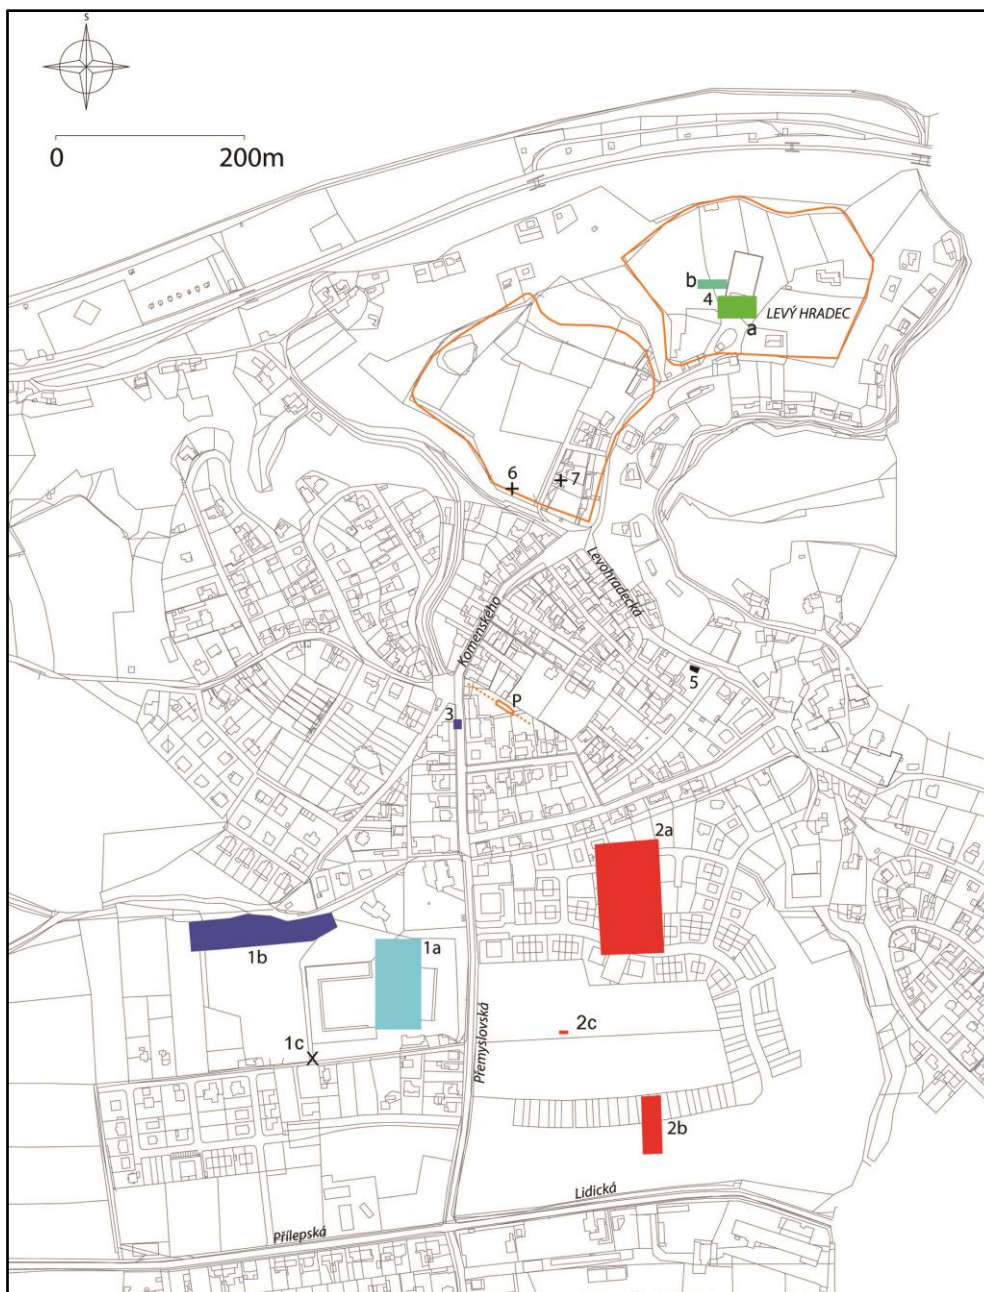 S
0 200m
b
4
a
LEVÝ HRADEC
6
7
Levohradecká
Komenského
5
P
3
2a
1b
1a
2c
1c
Přemyslovská
2b
Lidická
Přílepská